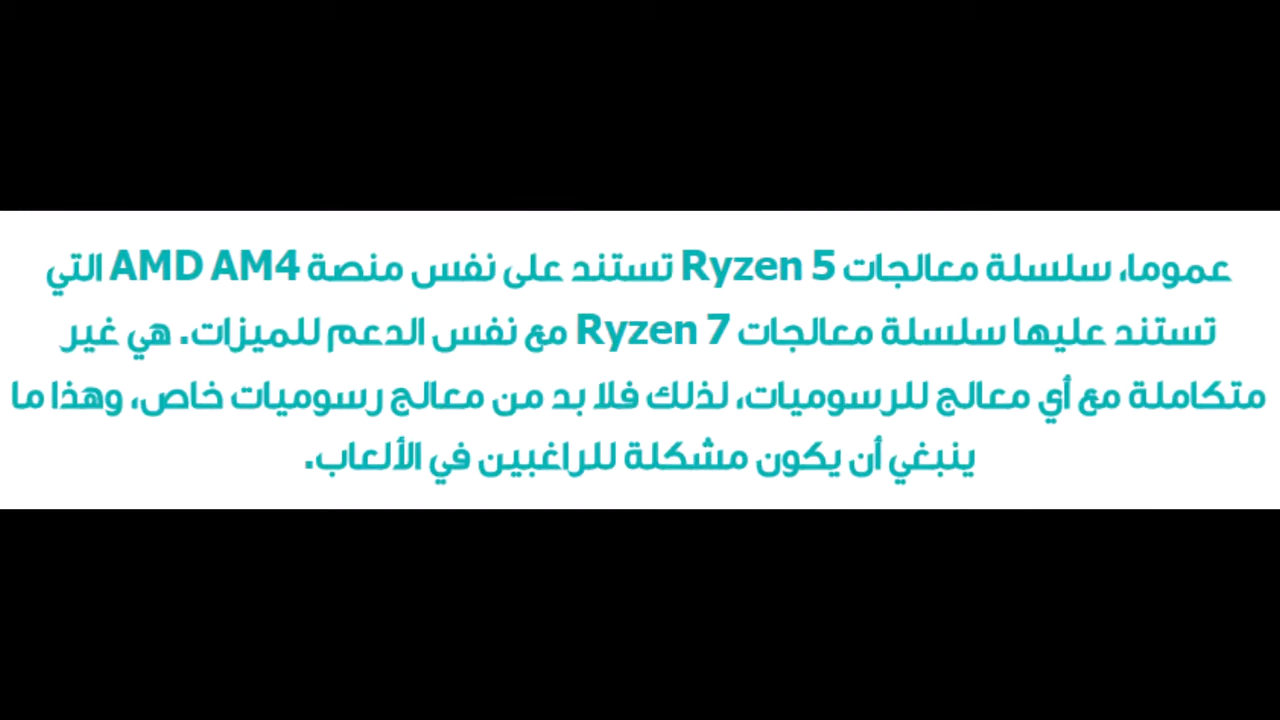 عموما، سلسلة معالجات Ryzen 5 تستند على نفس منصة AMD AM4 التي
تستند عليها سلسلة معالجات Ryzen 7 مع نفس الدعم للميزات. هي غير
متكاملة مع أي معالج للرسوميات، لذلك فلا بد من معالج رسوميات خاص، وهذا ما
ينبغي أن يكون مشكلة للراغبين في الألعاب.